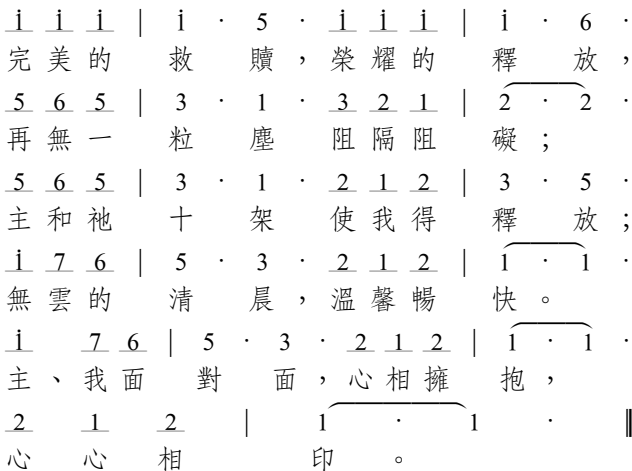 i i i | i · 5 · i i i | i · 6 ·
完美的救贖，榮耀的釋放，
5 6 5 | 3 · 1 · 3 2 1 | 2 · 2 ·
再無一粒塵阻隔阻礙；
5 6 5 | 3 · 1 · 2 1 2 | 3 · 5 ·
主和祂十架使我得釋放；
i 7 6 | 5 · 3 · 2 1 2 | 1 · 1 ·
無雲的清晨，溫馨暢快。
i 7 6 | 5 · 3 · 2 1 2 | 1 · 1 ·
主、我面對面，心相擁抱，
2 1 2 | 1 · 1 · ‖
心心相印。